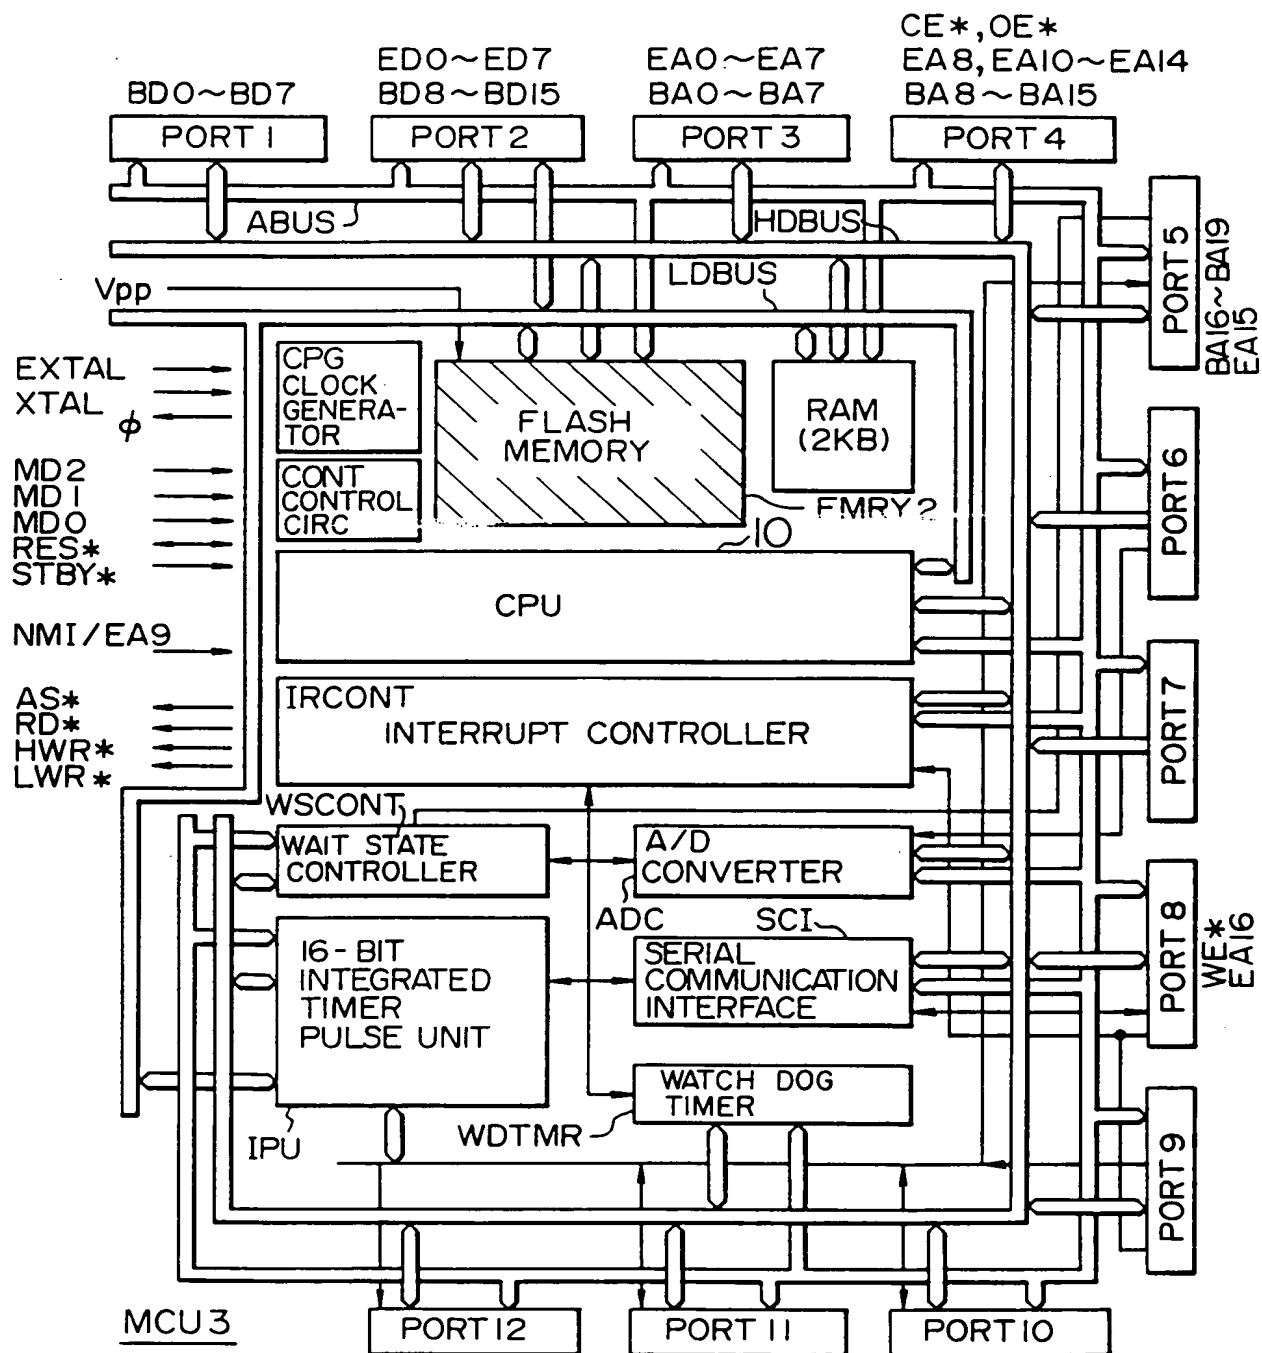 CE*, OE*
ED0~ED7
EA0~EA7
EA8, EA10~EA14
BD0~BD7
BD8~BD15
BA0~BA7
BA8~BA15
PORT 1
PORT 2
PORT 3
PORT 4
ABUS
HDBUS
LDBUS
Vpp
PORT 5
BA16~BA19
EA15
EXTAL
XTAL
φ
CPG
CLOCK
GENERA-
TOR
FLASH
MEMORY
RAM
(2KB)
MD2
MD1
MD0
RES*
STBY*
CONT
CONTROL
CIRC
FMRY2
PORT 6
10
CPU
NMI/EA9
AS*
RD*
HWR*
LWR*
IRCONT
INTERRUPT CONTROLLER
PORT 7
WSCONT
WAIT STATE
CONTROLLER
A/D
CONVERTER
ADC
SCI
PORT 8
WE*
EA16
16-BIT
INTEGRATED
TIMER
PULSE UNIT
SERIAL
COMMUNICATION
INTERFACE
WATCH DOG
TIMER
IPU
WDTMR
PORT 9
MCU3
PORT 12
PORT 11
PORT 10